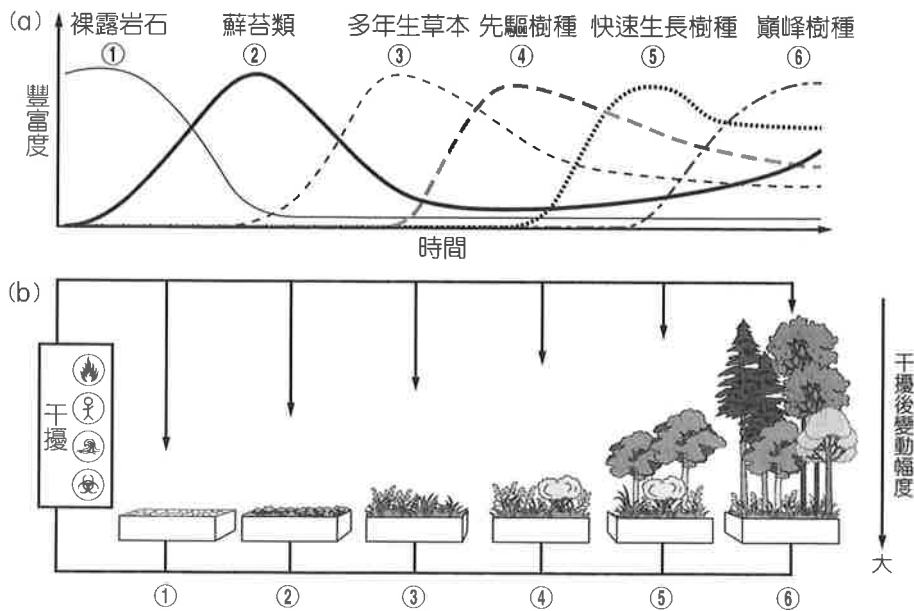 (a) 裸露岩石 蘚苔類 多年生草本 先驅樹種 快速生長樹種 巔峰樹種
① ② ③ ④ ⑤ ⑥
豐富度
時間
(b)
干擾
干擾後變動幅度
大
① ② ③ ④ ⑤ ⑥